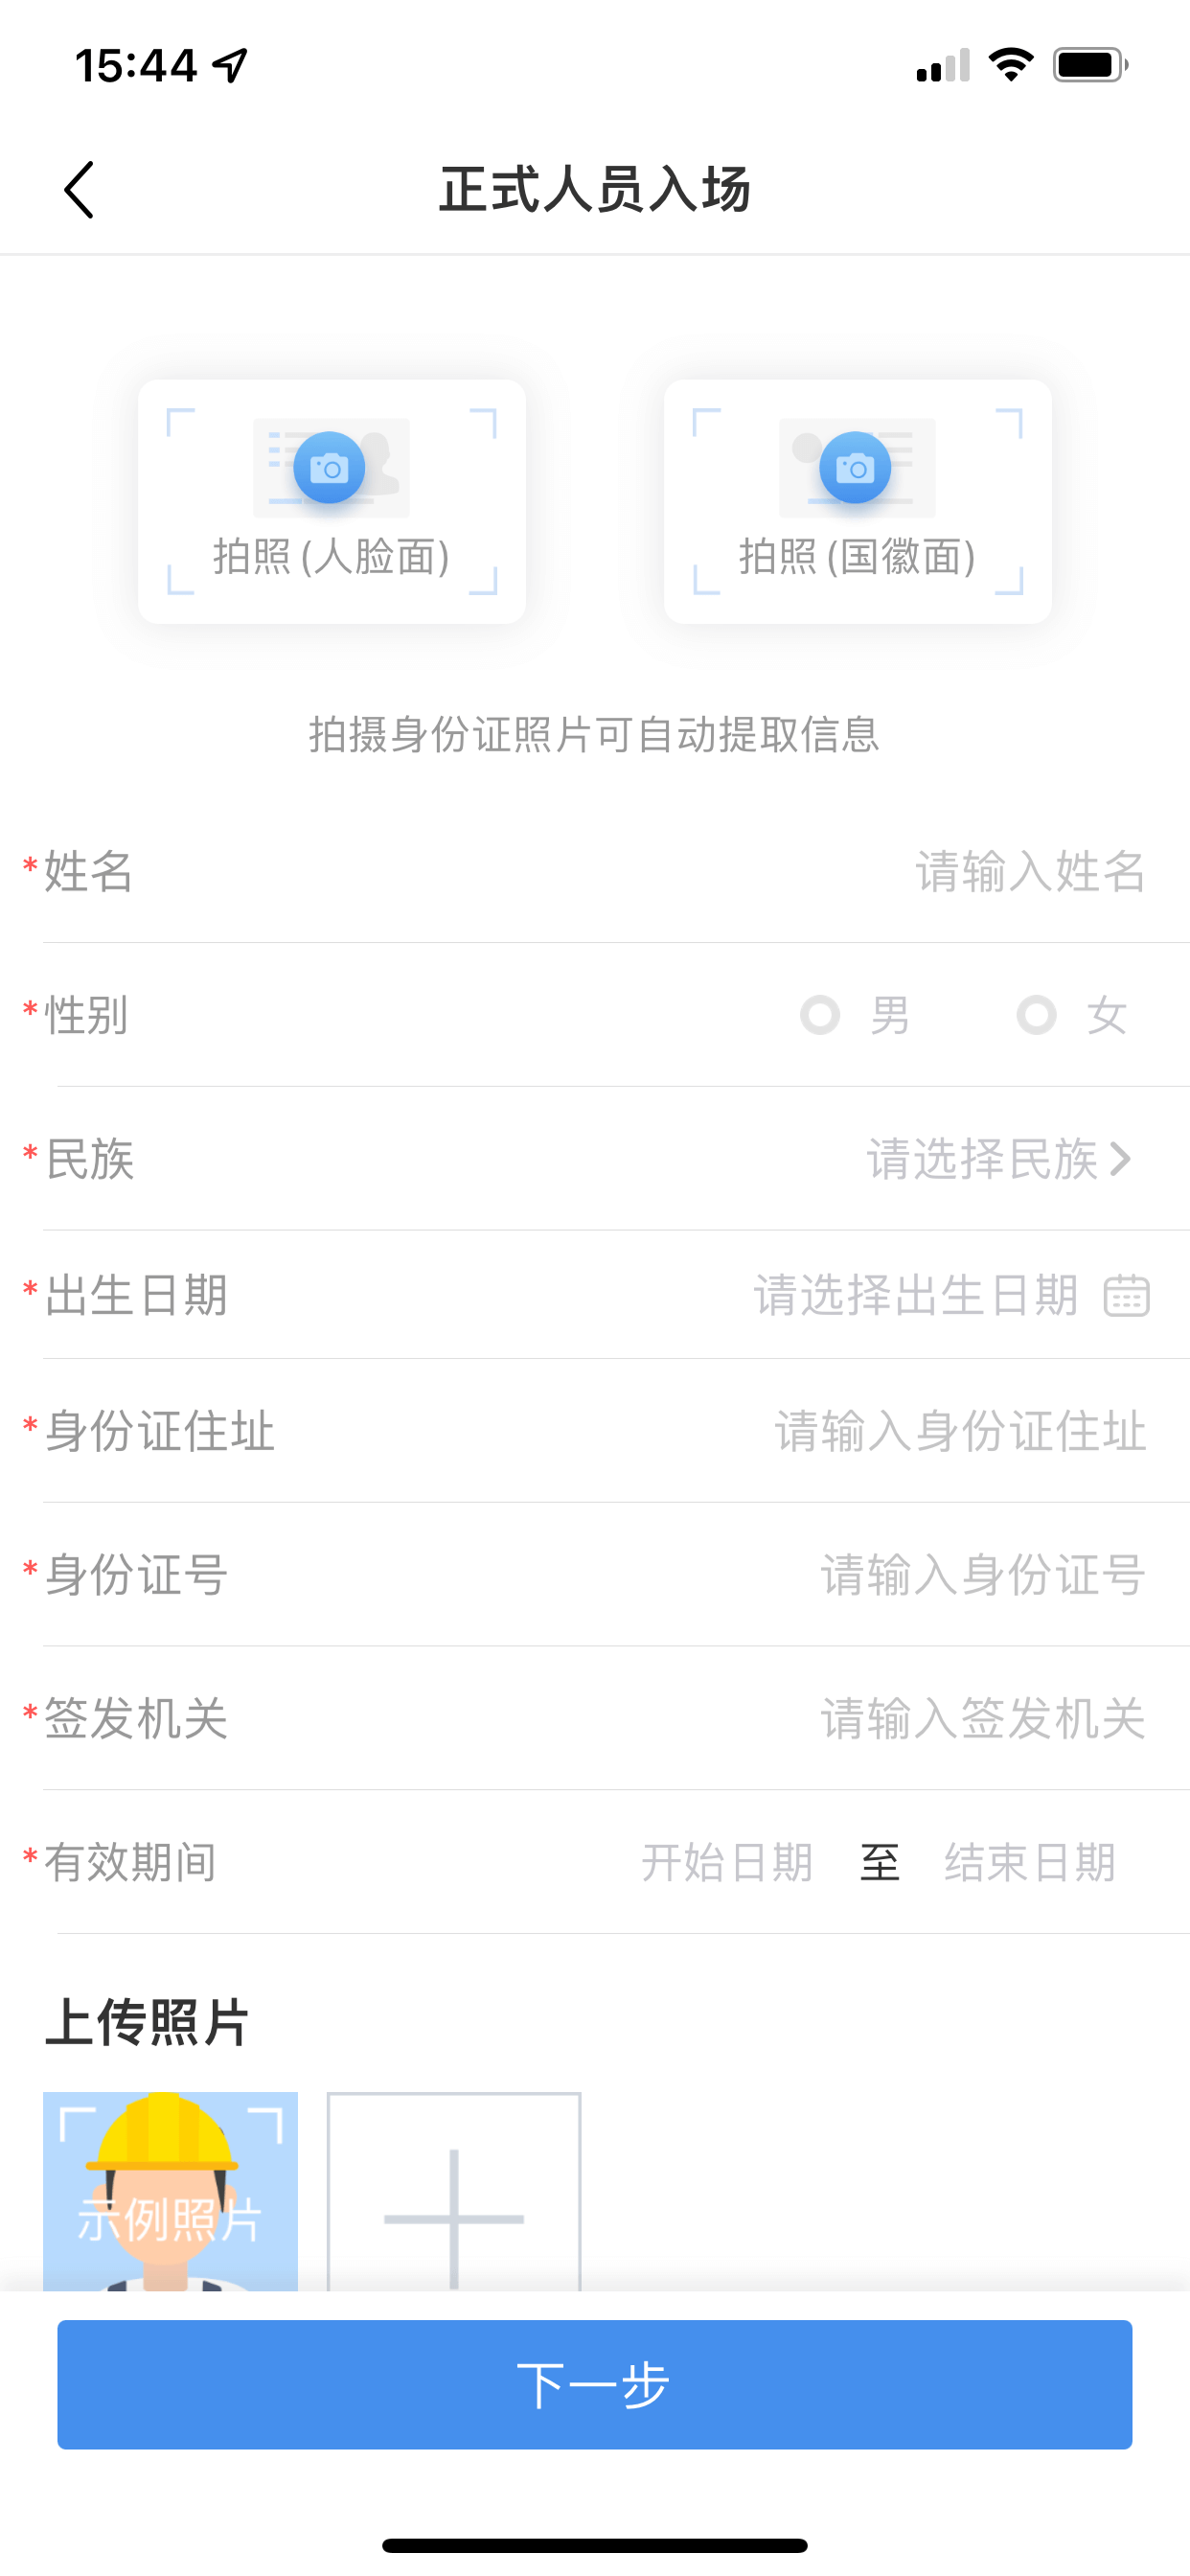 15:44
正式人员入场
拍照 (人脸面)
拍照 (国徽面)
拍摄身份证照片可自动提取信息
*姓名 请输入姓名
*性别 男 女
*民族 请选择民族
*出生日期 请选择出生日期
*身份证住址 请输入身份证住址
*身份证号 请输入身份证号
*签发机关 请输入签发机关
*有效期间 开始日期 至 结束日期
上传照片
示例照片
下一步